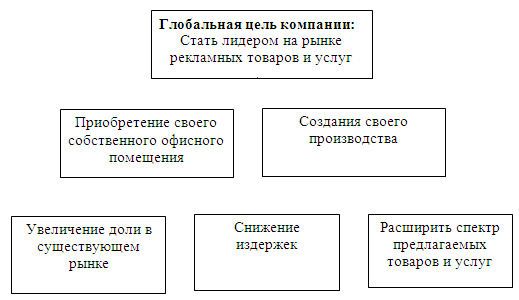 Глобальная цель компании:
Стать лидером на рынке
рекламных товаров и услуг
Приобретение своего
собственного офисного
помещения
Создания своего
производства
Увеличение доли в
существующем
рынке
Снижение
издержек
Расширить спектр
предлагаемых
товаров и услуг